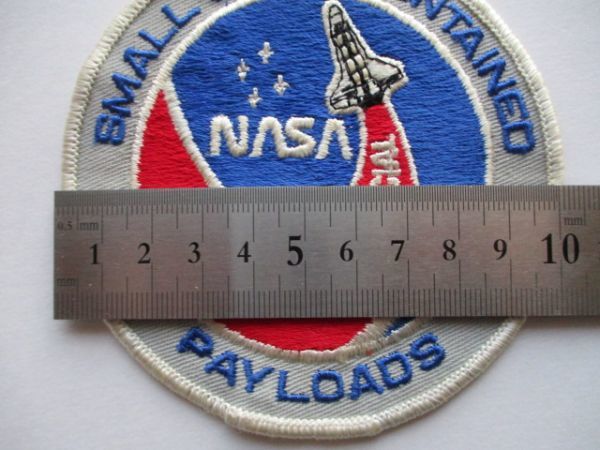 SMALL
CONTAINED
NASA
0.5 mm
mm
1 2 3 4 5 6 7 8 9 10
mm
PAYLOADS